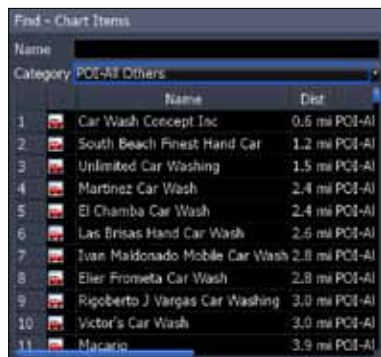 Find - Chart Items
Name
Category POI-All Others
Name Dist
1 Car Wash Concept Inc 0.6 mi POI-Al
2 South Beach Finest Hand Car 1.2 mi POI-Al
3 Unlimited Car Washing 1.5 mi POI-Al
4 Martinez Car Wash 2.4 mi POI-Al
5 El Chamba Car Wash 2.4 mi POI-Al
6 Las Brisas Hand Car Wash 2.6 mi POI-Al
7 Ivan Maldonado Mobile Car Wash 2.8 mi POI-Al
8 Elier Frometa Car Wash 2.8 mi POI-Al
9 Rigoberto J Vargas Car Washing 3.0 mi POI-Al
10 Victor's Car Wash 3.0 mi POI-Al
11 Macario 3.9 mi POI-Al